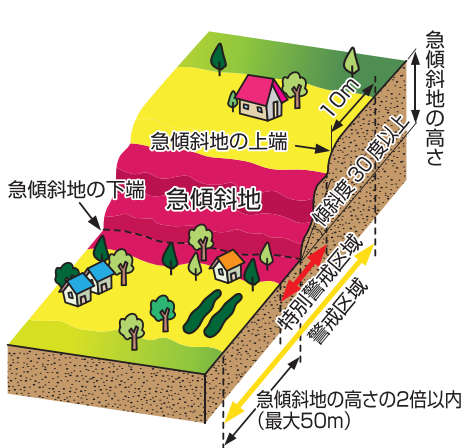 急傾斜地の高さ
10m
急傾斜地の上端
傾斜度30度以上
急傾斜地
急傾斜地の下端
特別警戒区域
警戒区域
急傾斜地の高さの2倍以内
(最大50m)